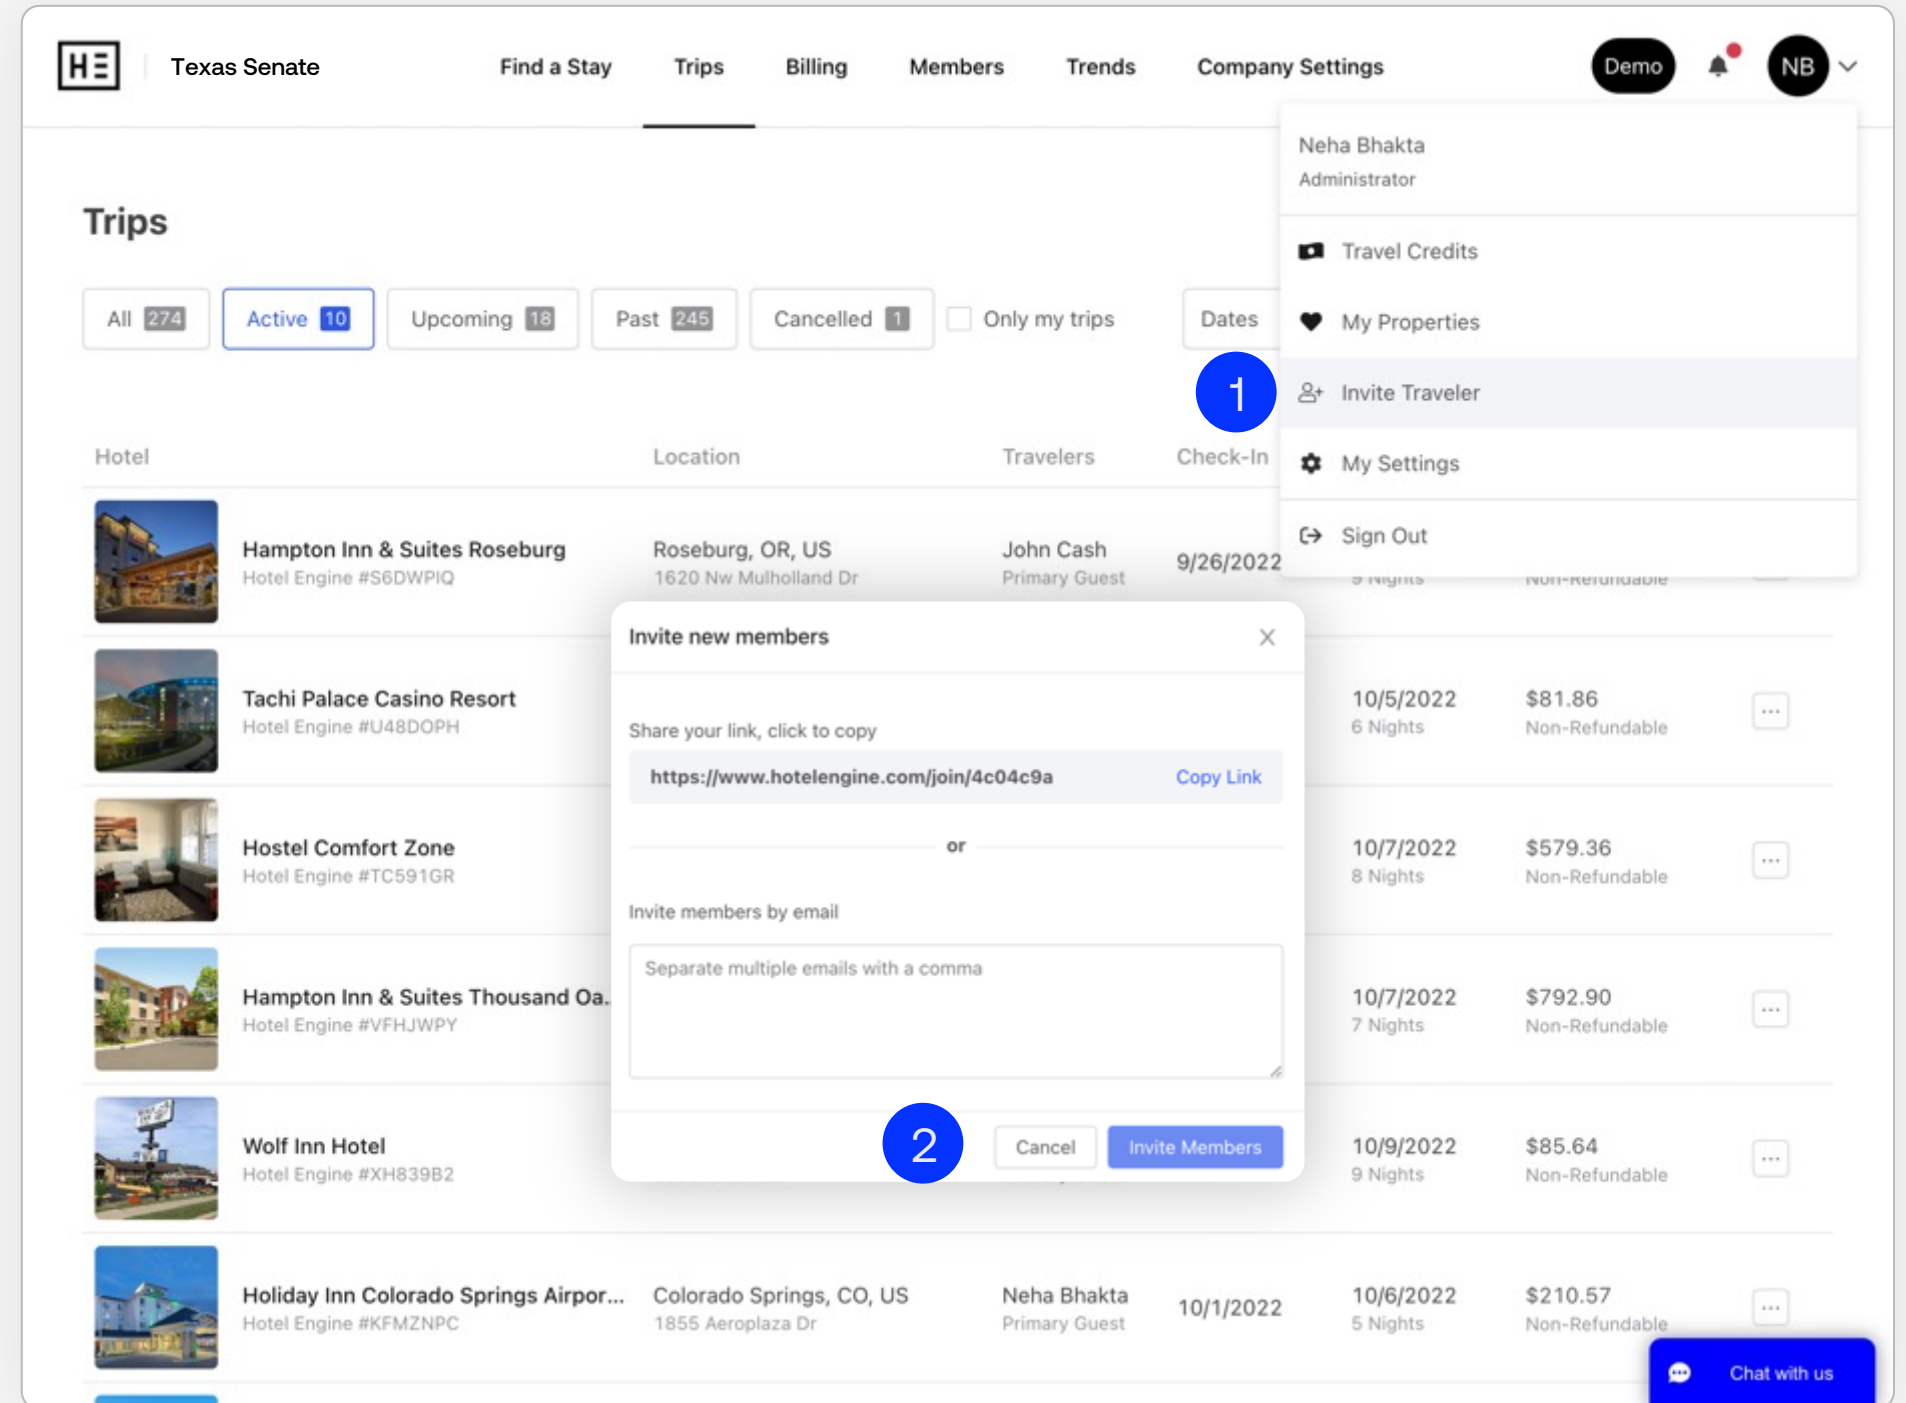 HE Texas Senate Find a Stay Trips Billing Members Trends Company Settings Demo NB
Neha Bhakta
Administrator
Trips
Travel Credits
All 274 Active 10 Upcoming 18 Past 245 Cancelled 1 Only my trips Dates
My Properties
1 Invite Traveler
My Settings
Sign Out
Hotel Location Travelers Check-In
Hampton Inn & Suites Roseburg Roseburg, OR, US John Cash 9/26/2022
Hotel Engine #S6DWPIQ 1620 Nw Mulholland Dr Primary Guest 9 Nights Non-Refundable
Invite new members
Tachi Palace Casino Resort 10/5/2022 $81.86
Hotel Engine #U48DOPH 6 Nights Non-Refundable
Share your link, click to copy
https://www.hotelengine.com/join/4c04c9a Copy Link
or
Hostel Comfort Zone 10/7/2022 $579.36
Hotel Engine #TC591GR 8 Nights Non-Refundable
Invite members by email
Separate multiple emails with a comma
Hampton Inn & Suites Thousand Oa.. 10/7/2022 $792.90
Hotel Engine #VFHJWPY 7 Nights Non-Refundable
2 Cancel Invite Members
Wolf Inn Hotel 10/9/2022 $85.64
Hotel Engine #XH839B2 9 Nights Non-Refundable
Holiday Inn Colorado Springs Airpor... Colorado Springs, CO, US Neha Bhakta 10/1/2022 10/6/2022 $210.57
Hotel Engine #KFMZNPC 1855 Aeroplaza Dr Primary Guest 5 Nights Non-Refundable
Chat with us